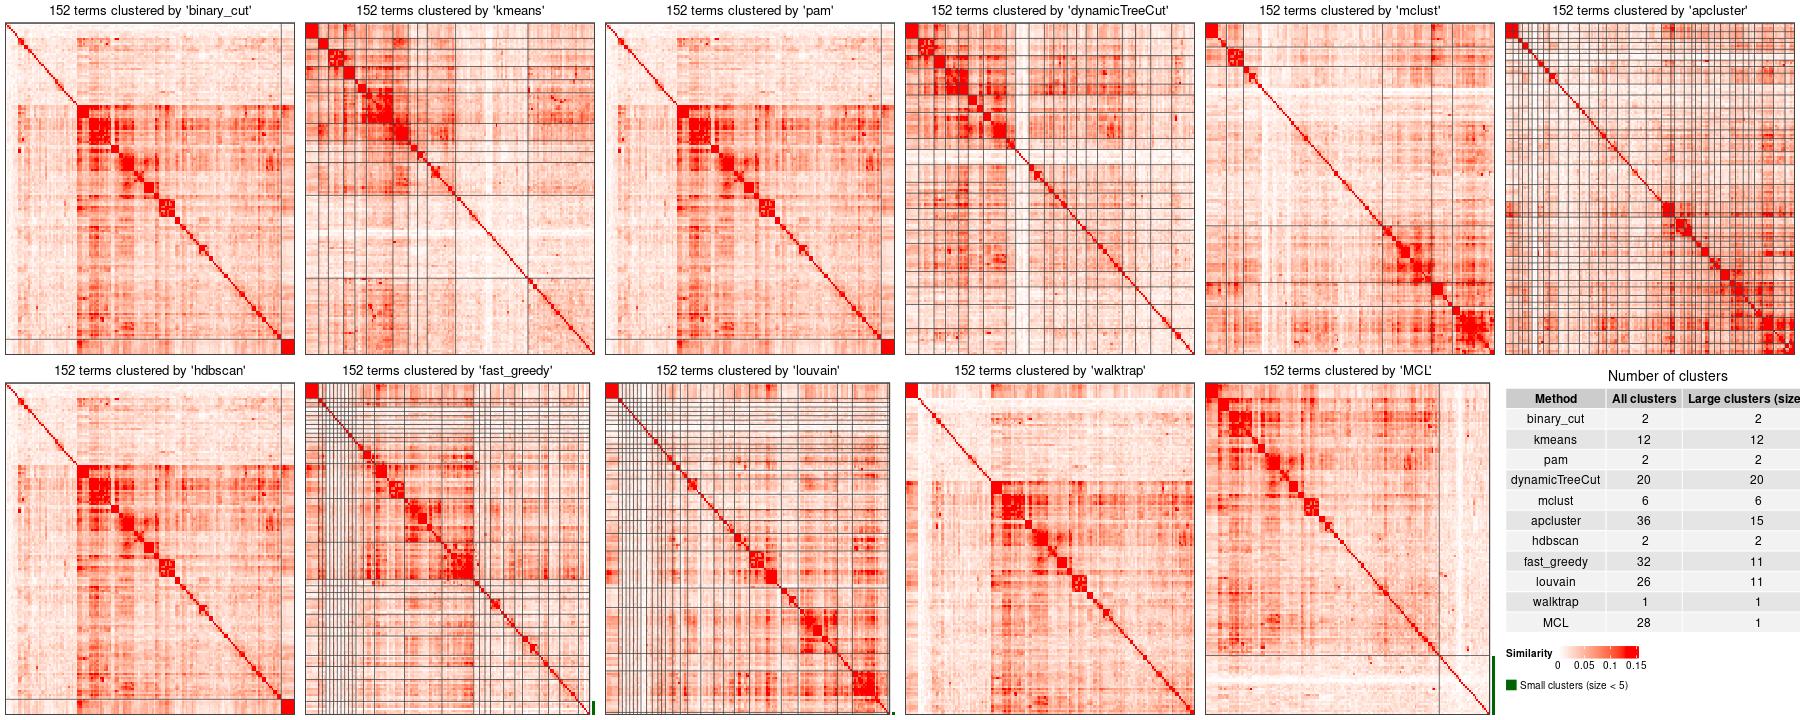 152 terms clustered by 'binary_cut'
152 terms clustered by 'kmeans'
152 terms clustered by 'pam'
152 terms clustered by 'dynamicTreeCut'
152 terms clustered by 'mclust'
152 terms clustered by 'apcluster'
152 terms clustered by 'hdbscan'
152 terms clustered by 'fast_greedy'
152 terms clustered by 'louvain'
152 terms clustered by 'walktrap'
152 terms clustered by 'MCL'
Number of clusters
Method All clusters Large clusters (size
binary_cut 2 2
kmeans 12 12
pam 2 2
dynamicTreeCut 20 20
mclust 6 6
apcluster 36 15
hdbscan 2 2
fast_greedy 32 11
louvain 26 11
walktrap 1 1
MCL 28 1
Similarity
0 0.05 0.1 0.15
Small clusters (size < 5)